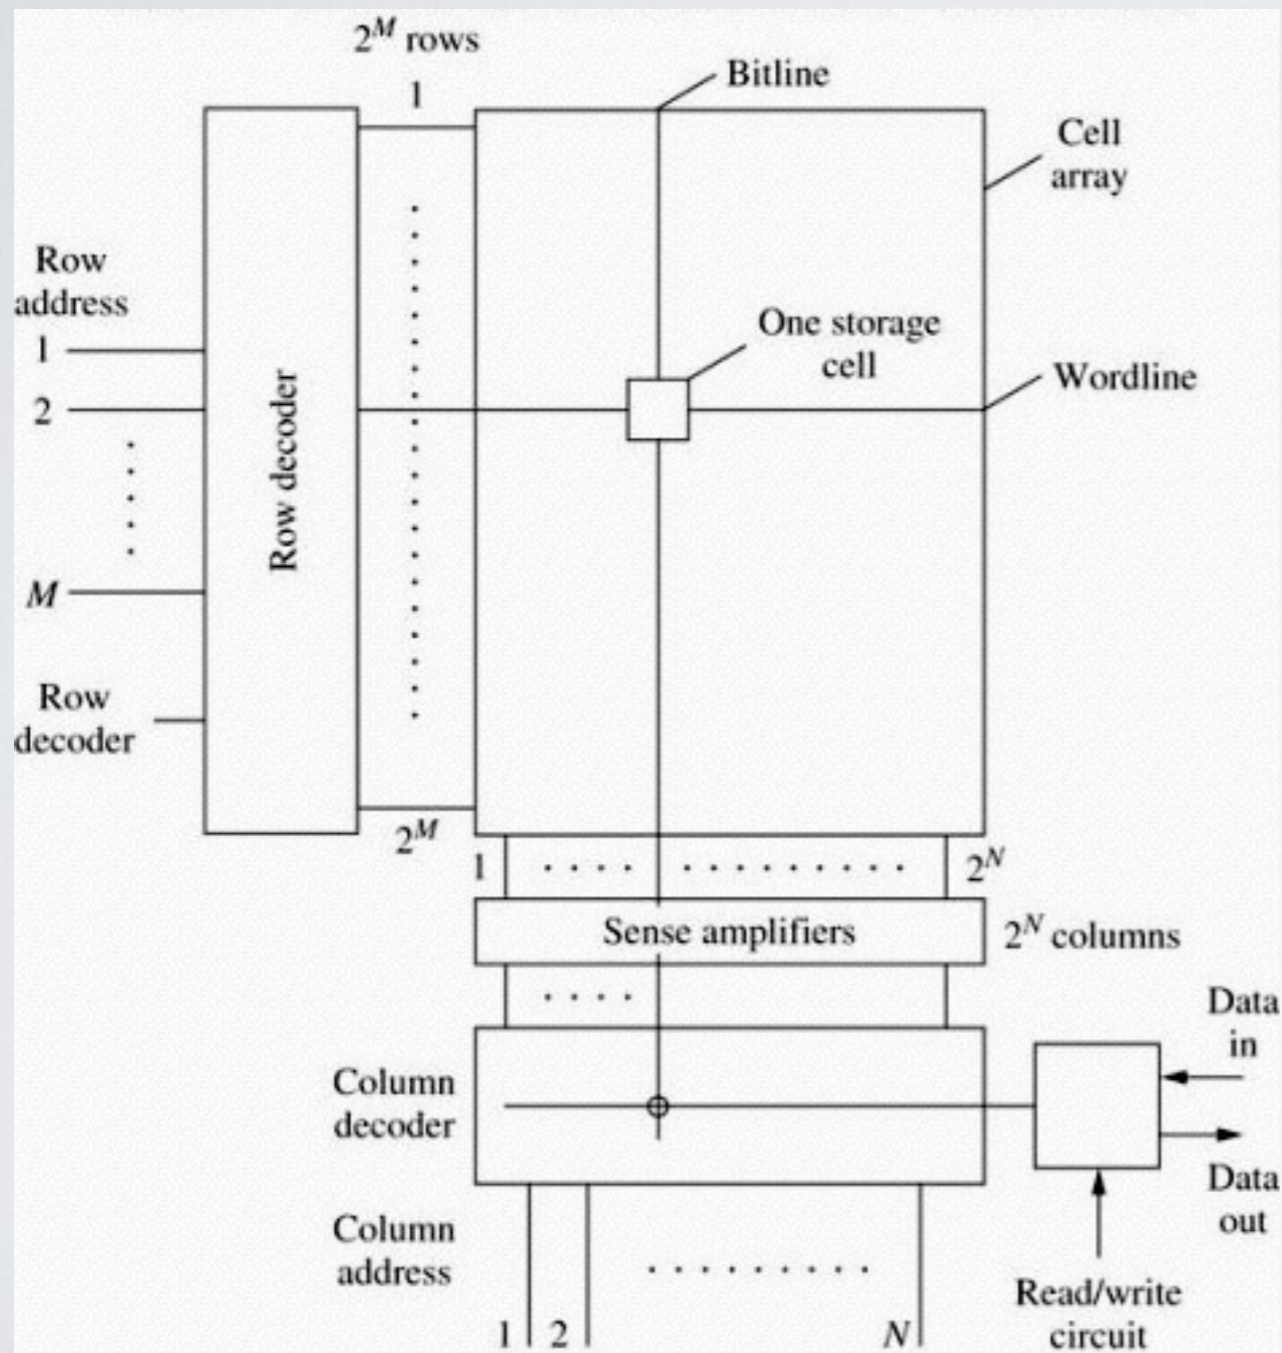 2^M rows
1
Bitline
Cell
array
Row
address
1
2
M
Row decoder
One storage
cell
Wordline
Row
decoder
2^M
1
2^N
Sense amplifiers
2^N columns
Data
in
Column
decoder
Data
out
Column
address
Read/write
circuit
1
2
N